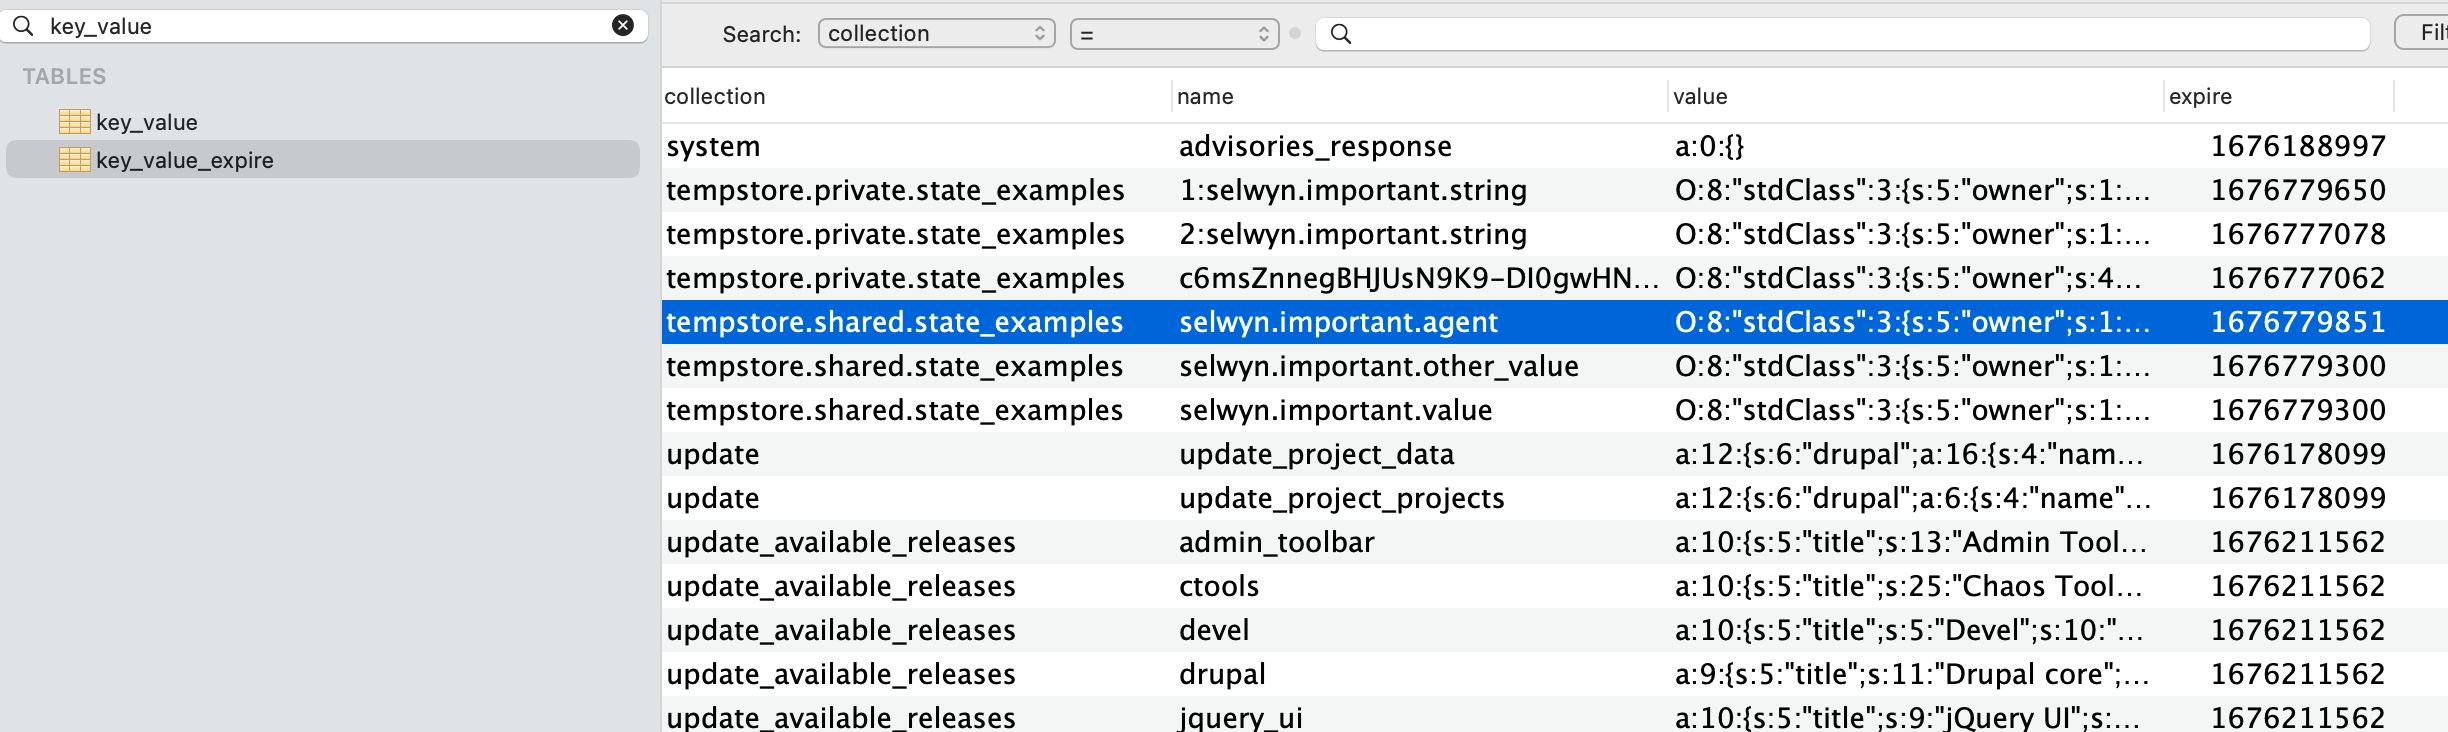 key_value
TABLES
key_value
key_value_expire
Search: collection = Filt
collection name value expire
system advisories_response a:0:{} 1676188997
tempstore.private.state_examples 1:selwyn.important.string O:8:"stdClass":3:{s:5:"owner";s:1:... 1676779650
tempstore.private.state_examples 2:selwyn.important.string O:8:"stdClass":3:{s:5:"owner";s:1:... 1676777078
tempstore.private.state_examples c6msZnnegBHJUsN9K9-DI0gwHN... O:8:"stdClass":3:{s:5:"owner";s:4... 1676777062
tempstore.shared.state_examples selwyn.important.agent O:8:"stdClass":3:{s:5:"owner";s:1:... 1676779851
tempstore.shared.state_examples selwyn.important.other_value O:8:"stdClass":3:{s:5:"owner";s:1:... 1676779300
tempstore.shared.state_examples selwyn.important.value O:8:"stdClass":3:{s:5:"owner";s:1:... 1676779300
update update_project_data a:12:{s:6:"drupal";a:16:{s:4:"nam... 1676178099
update update_project_projects a:12:{s:6:"drupal";a:6:{s:4:"name"... 1676178099
update_available_releases admin_toolbar a:10:{s:5:"title";s:13:"Admin Tool... 1676211562
update_available_releases ctools a:10:{s:5:"title";s:25:"Chaos Tool... 1676211562
update_available_releases devel a:10:{s:5:"title";s:5:"Devel";s:10:"... 1676211562
update_available_releases drupal a:9:{s:5:"title";s:11:"Drupal core";... 1676211562
update_available_releases jquery_ui a:10:{s:5:"title";s:9:"jQuery UI";s:... 1676211562